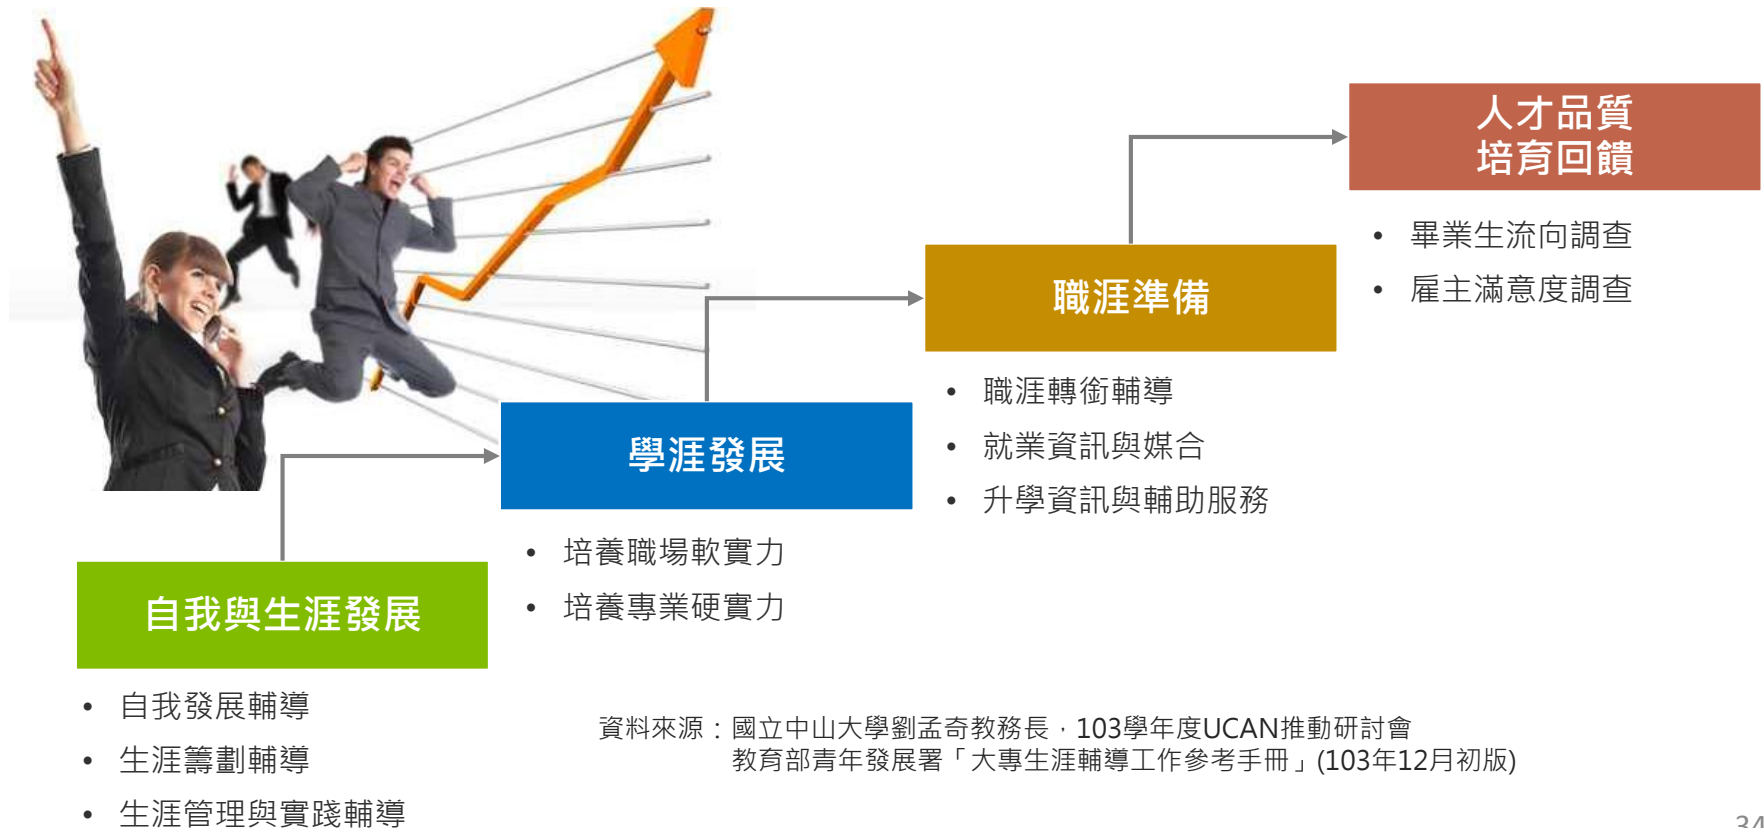 人才品質
培育回饋
• 畢業生流向調查
• 雇主滿意度調查
職涯準備
• 職涯轉銜輔導
• 就業資訊與媒合
• 升學資訊與輔助服務
學涯發展
• 培養職場軟實力
• 培養專業硬實力
自我與生涯發展
• 自我發展輔導
• 生涯籌劃輔導
• 生涯管理與實踐輔導
資料來源：國立中山大學劉孟奇教務長，103學年度UCAN推動研討會
教育部青年發展署「大專生涯輔導工作參考手冊」(103年12月初版)
34